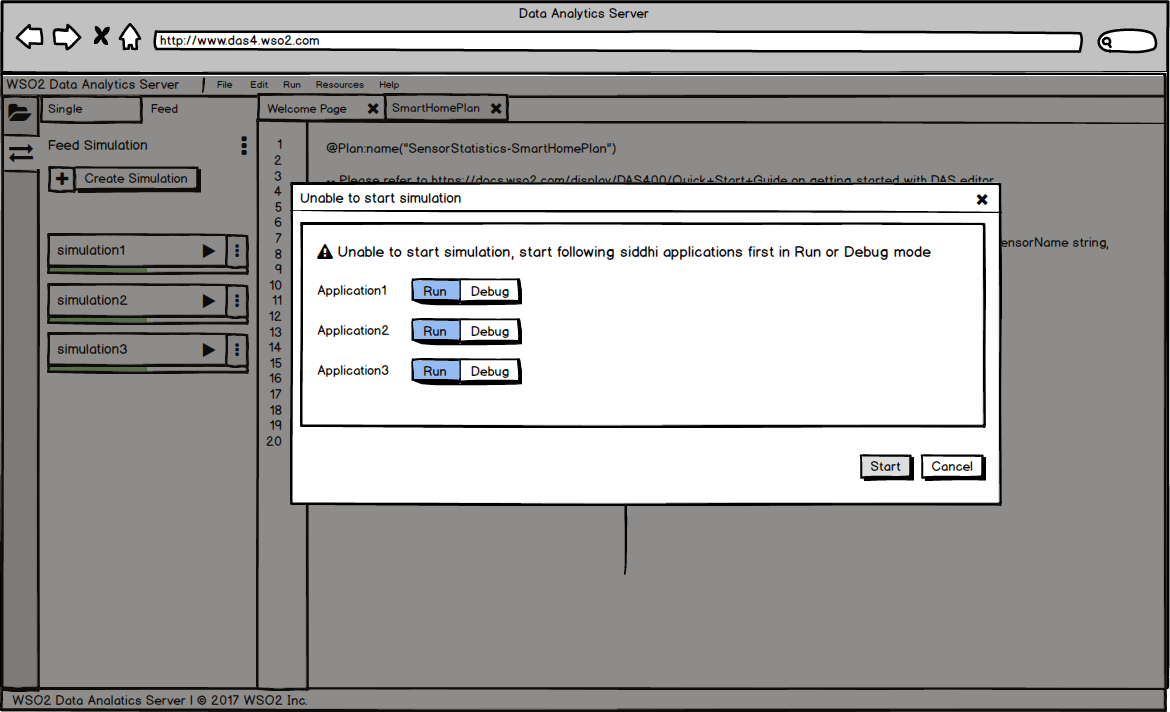 Data Analytics Server
http://www.das4.wso2.com
WSO2 Data Analytics Server File Edit Run Resources Help
Single Feed
Welcome Page SmartHomePlan
Feed Simulation
Create Simulation
simulation1
simulation2
simulation3
1
2
3
4
5
6
7
8
9
10
11
12
13
14
15
16
17
18
19
20
@Plan:name("SensorStatistics-SmartHomePlan")
-- Please refer to https://docs.wso2.com/display/DAS400/Quick+Start+Guide on getting started with DAS editor
ensorName string,
Unable to start simulation
Unable to start simulation, start following siddhi applications first in Run or Debug mode
Application1 Run Debug
Application2 Run Debug
Application3 Run Debug
Start Cancel
WSO2 Data Analatics Server | © 2017 WSO2 Inc.